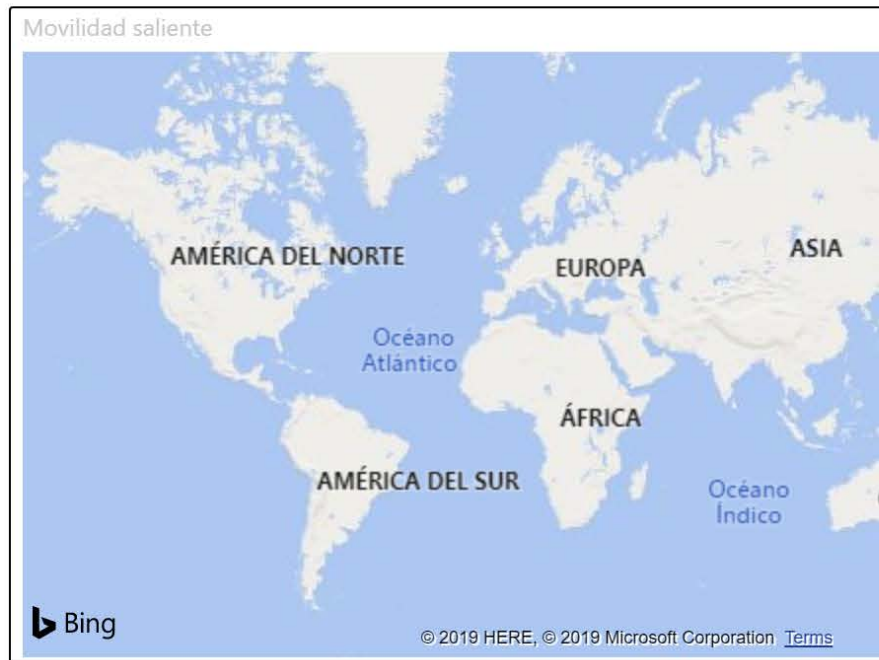 Movilidad saliente
AMÉRICA DEL NORTE
EUROPA
ASIA
Océano
Atlántico
ÁFRICA
AMÉRICA DEL SUR
Océano
Índico
Bing
© 2019 HERE, © 2019 Microsoft Corporation Terms